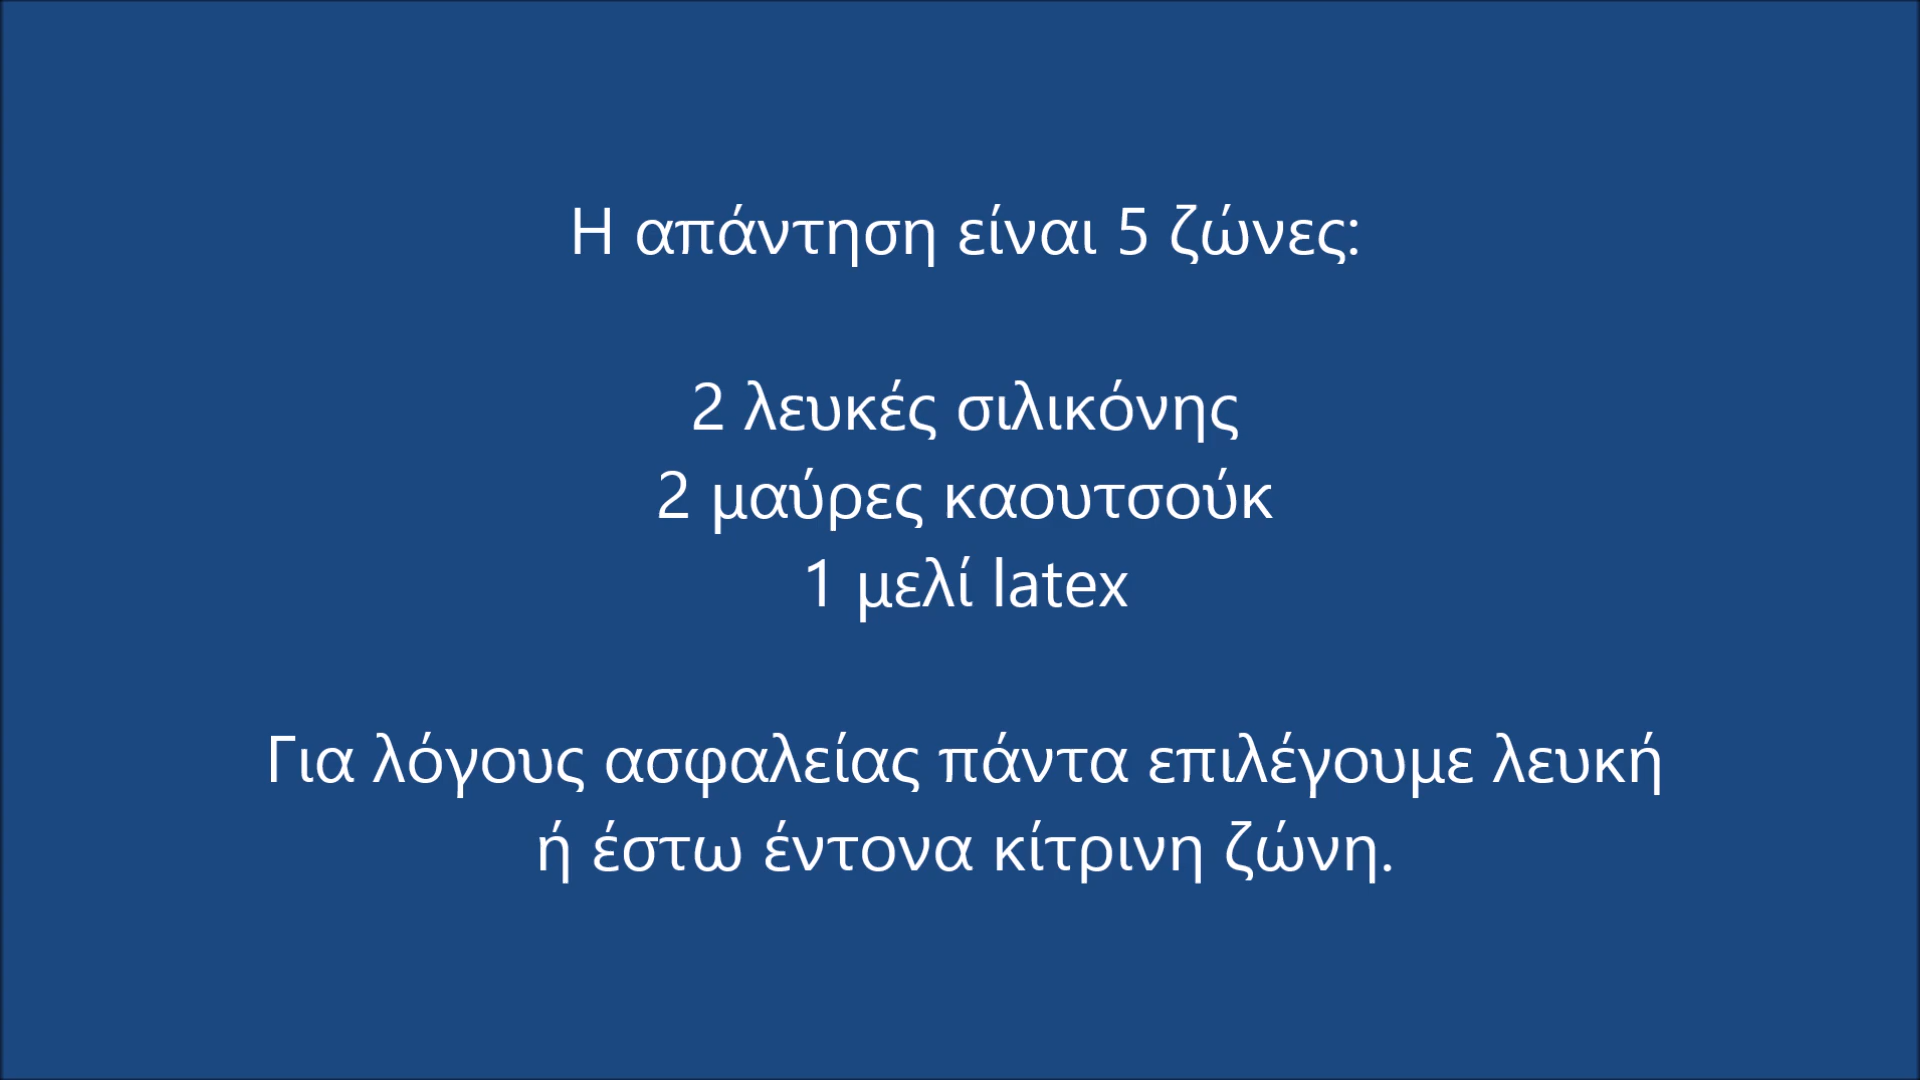 Η απάντηση είναι 5 ζώνες:
2 λευκές σιλικόνης
2 μαύρες καουτσούκ
1 μελί latex
Για λόγους ασφαλείας πάντα επιλέγουμε λευκή
ή έστω έντονα κίτρινη ζώνη.